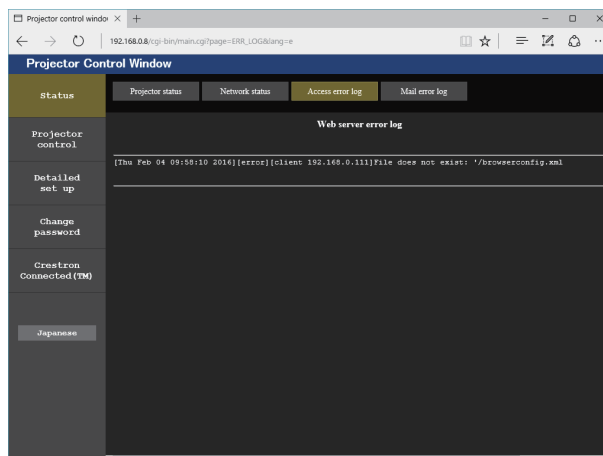 Projector control windov
192.168.0.8/cgi-bin/main.cgi?page=ERR_LOG&lang=e
Projector Control Window
Status
Projector status
Network status
Access error log
Mail error log
Projector
control
Detailed
set up
Change
password
Crestron
Connected(TM)
Japanese
Web server error log
[Thu Feb 04 09:58:10 2016][error][client 192.168.0.111]File does not exist: '/browserconfig.xml